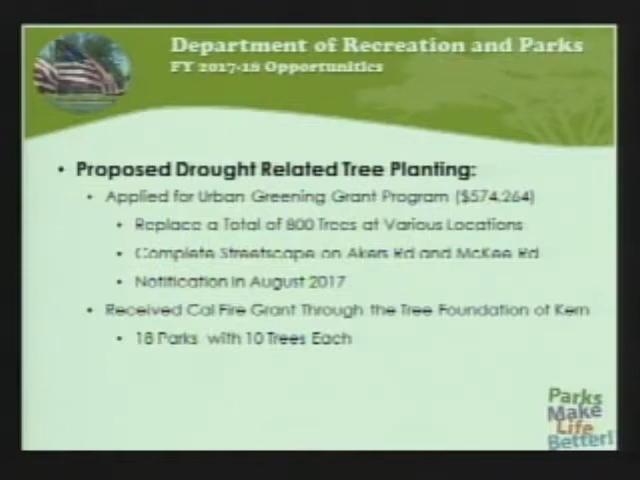 Department of Recreation and Parks
FY 2017-18 Opportunities
• Proposed Drought Related Tree Planting:
• Applied for Urban Greening Grant Program ($574,264)
• Replace a Total of 800 Trees at Various Locations
• Complete Streetscape on Akers Rd and McKee Rd
• Notification in August 2017
• Received Cal Fire Grant Through the Tree Foundation of Kern
• 18 Parks with 10 Trees Each
Parks
Make
Life
Better!